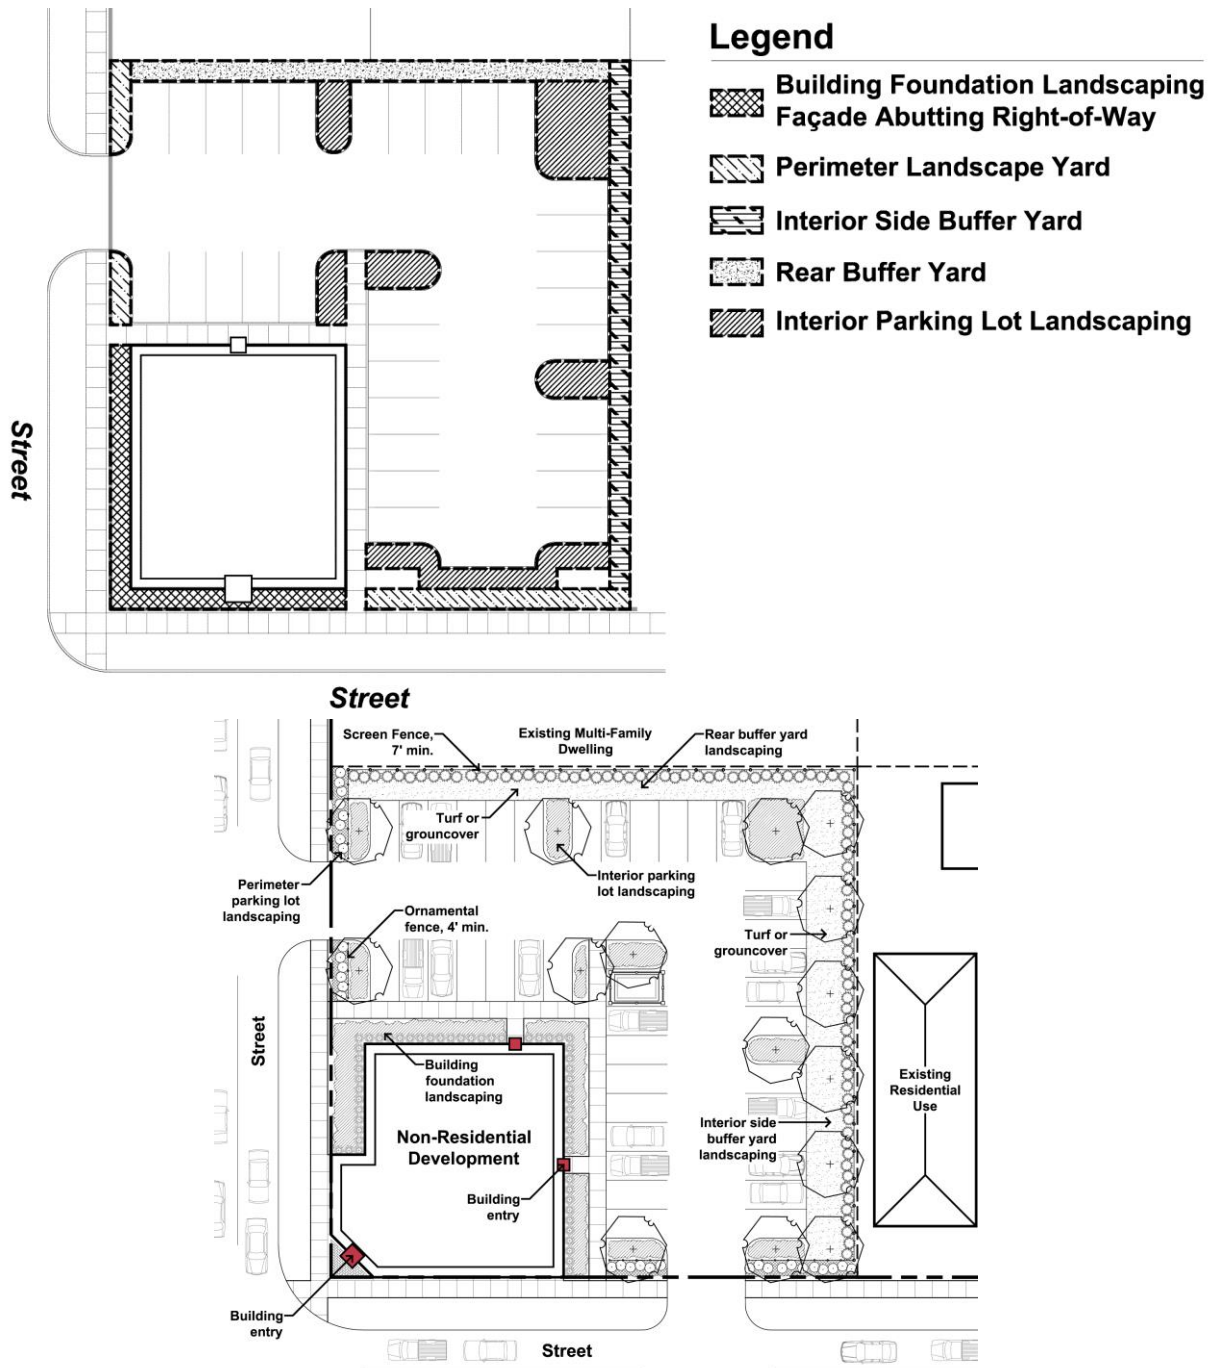 Legend
Building Foundation Landscaping
Façade Abutting Right-of-Way
Perimeter Landscape Yard
Interior Side Buffer Yard
Rear Buffer Yard
Interior Parking Lot Landscaping
Street
Street
Screen Fence,
7' min.
Existing Multi-Family
Dwelling
Rear buffer yard
landscaping
Turf or
grouncover
Interior parking
lot landscaping
Perimeter
parking lot
landscaping
Ornamental
fence, 4' min.
Turf or
grouncover
Street
Building
foundation
landscaping
Non-Residential
Development
Building
entry
Existing
Residential
Use
Interior side
buffer yard
landscaping
Building
entry
Street